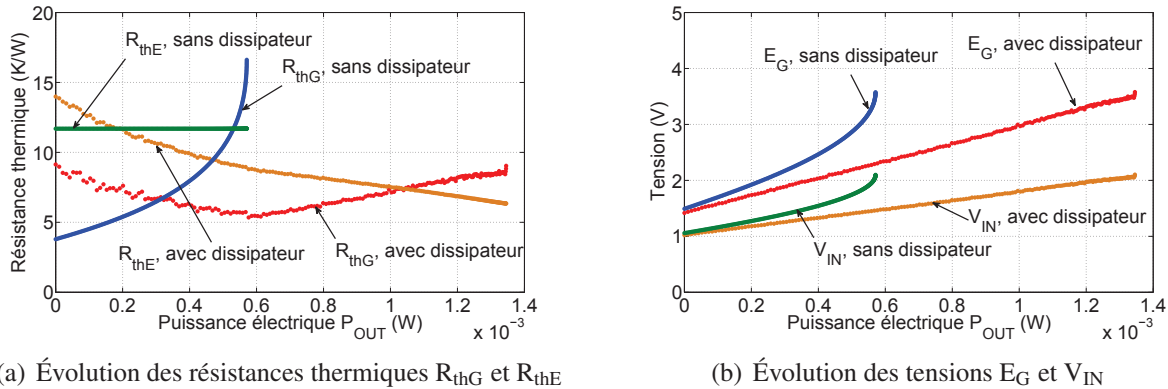 20
15
10
5
0
Résistance thermique (K/W)
R_thE, sans dissipateur
R_thG, sans dissipateur
R_thE, avec dissipateur
R_thG, avec dissipateur
0 0.2 0.4 0.6 0.8 1 1.2 1.4
Puissance électrique P_OUT (W)
x 10⁻³
(a) Évolution des résistances thermiques R_thG et R_thE
5
4
3
2
1
0
Tension (V)
E_G, sans dissipateur
E_G, avec dissipateur
V_IN, avec dissipateur
V_IN, sans dissipateur
0 0.2 0.4 0.6 0.8 1 1.2 1.4
Puissance électrique P_OUT (W)
x 10⁻³
(b) Évolution des tensions E_G et V_IN